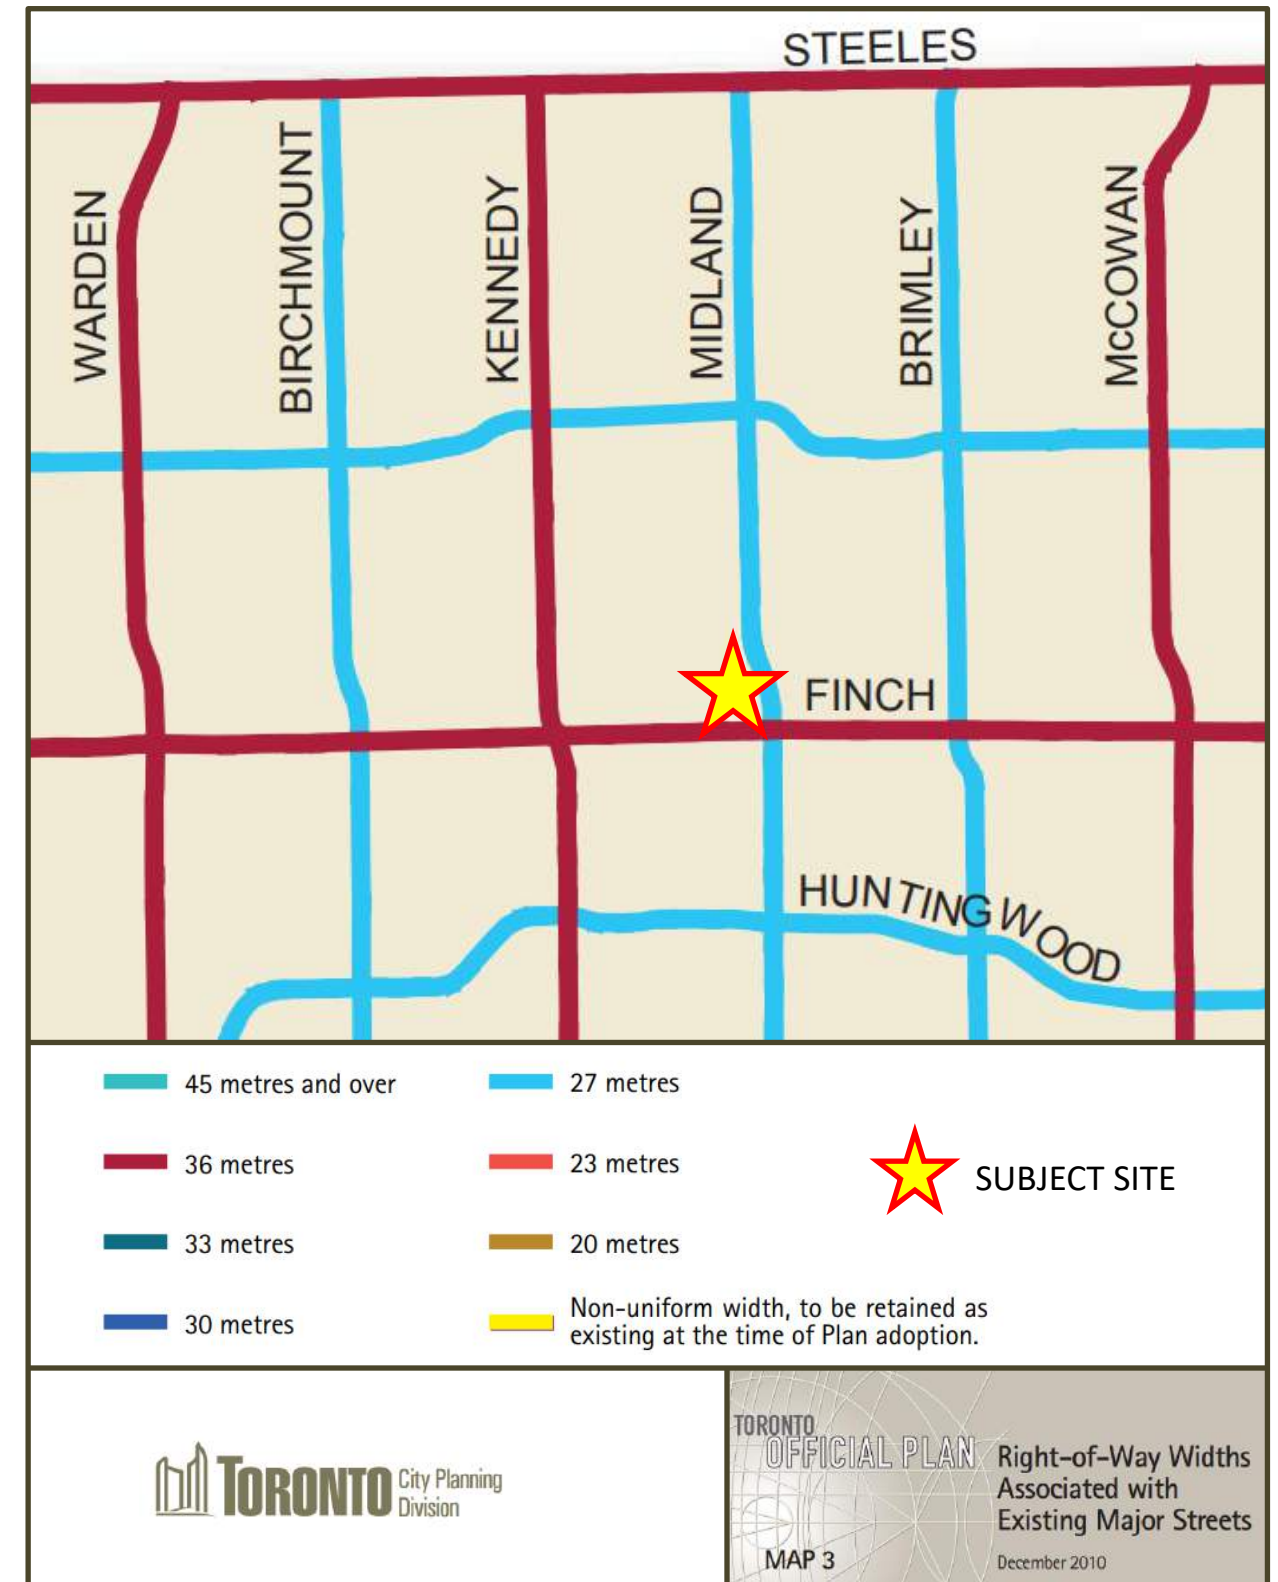 STEELES
WARDEN
BIRCHMOUNT
KENNEDY
MIDLAND
BRIMLEY
McCOWAN
FINCH
HUNTINGWOOD
45 metres and over
27 metres
36 metres
23 metres
SUBJECT SITE
33 metres
20 metres
30 metres
Non-uniform width, to be retained as
existing at the time of Plan adoption.
TORONTO
City Planning
Division
TORONTO
OFFICIAL PLAN
Right-of-Way Widths
Associated with
Existing Major Streets
MAP 3
December 2010